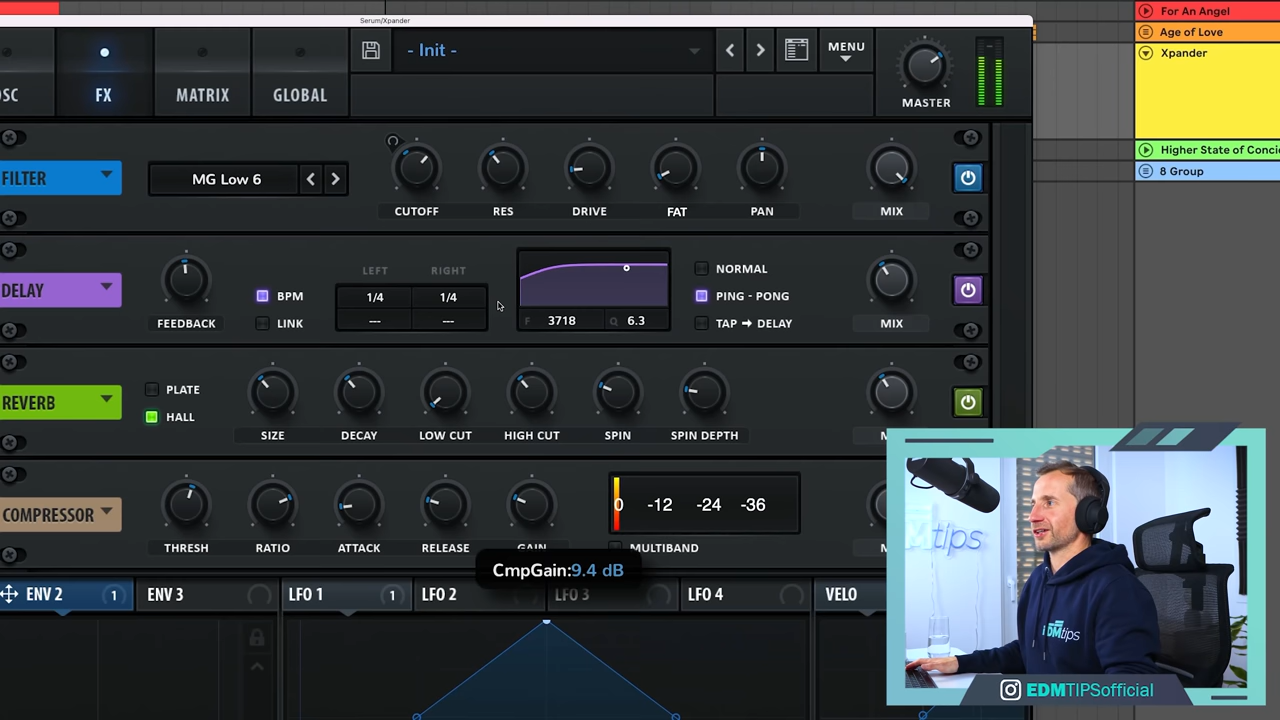 Serum/Xpander
- Init -
MENU
MASTER
FX
MATRIX
GLOBAL
FILTER
MG Low 6
CUTOFF
RES
DRIVE
FAT
PAN
MIX
DELAY
FEEDBACK
BPM
LINK
LEFT
RIGHT
1/4
1/4
---
---
F 3718
Q 6.3
NORMAL
PING - PONG
TAP ➔ DELAY
MIX
REVERB
PLATE
HALL
SIZE
DECAY
LOW CUT
HIGH CUT
SPIN
SPIN DEPTH
COMPRESSOR
THRESH
RATIO
ATTACK
RELEASE
GAIN
0 -12 -24 -36
MULTIBAND
CmpGain:9.4 dB
ENV 2
1
ENV 3
LFO 1
1
LFO 2
LFO 3
LFO 4
VELO
For An Angel
Age of Love
Xpander
Higher State of Concio
8 Group
tips
EDMtips
EDMTIPSofficial